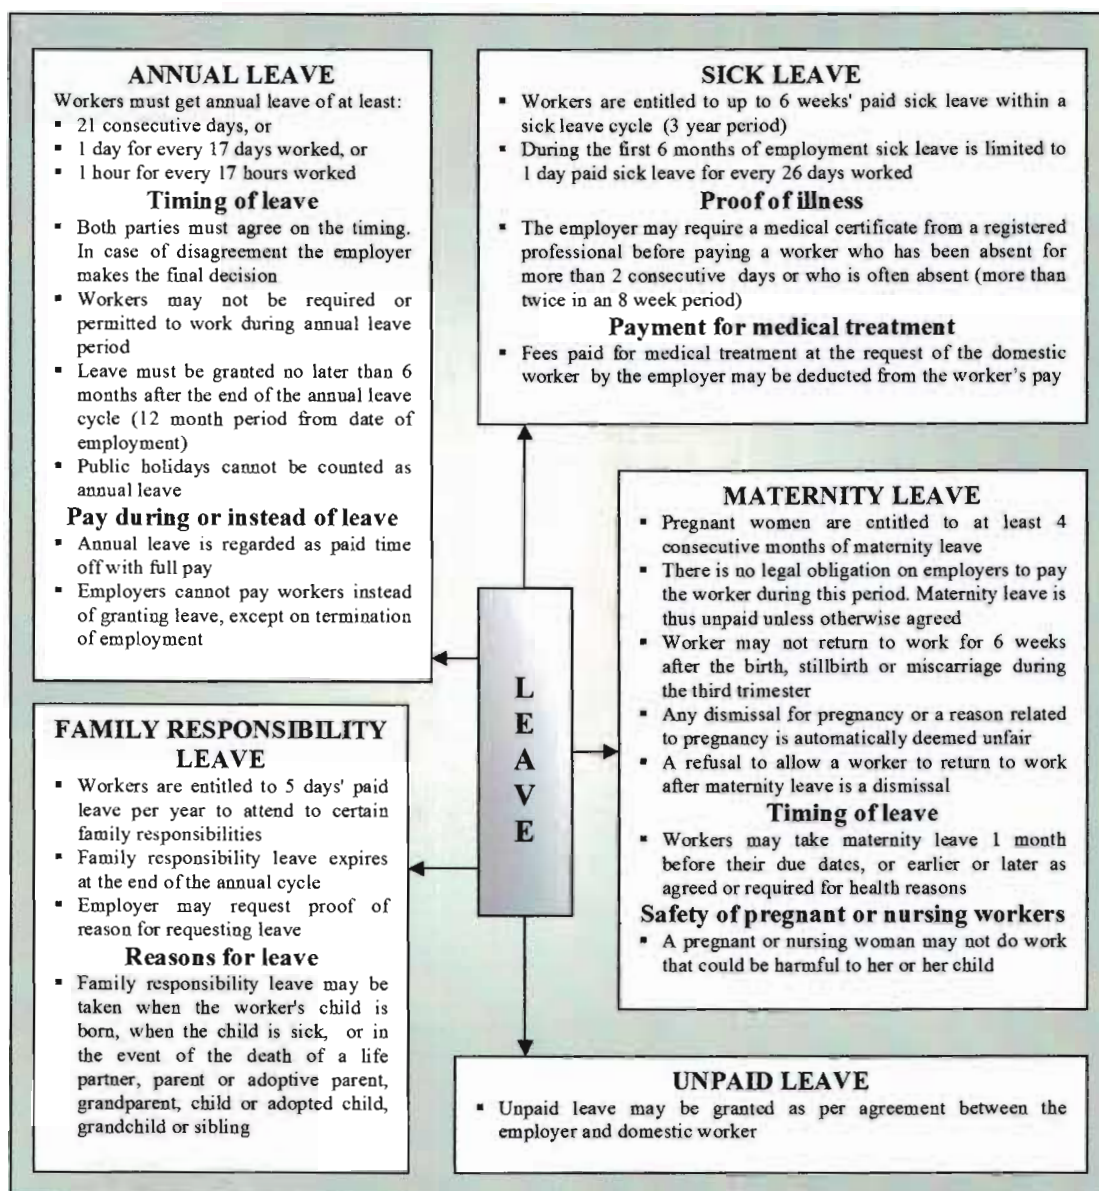 ANNUAL LEAVE
Workers must get annual leave of at least:
▪ 21 consecutive days, or
▪ 1 day for every 17 days worked, or
▪ 1 hour for every 17 hours worked
Timing of leave
▪ Both parties must agree on the timing.
In case of disagreement the employer
makes the final decision
▪ Workers may not be required or
permitted to work during annual leave
period
▪ Leave must be granted no later than 6
months after the end of the annual leave
cycle (12 month period from date of
employment)
▪ Public holidays cannot be counted as
annual leave
Pay during or instead of leave
▪ Annual leave is regarded as paid time
off with full pay
▪ Employers cannot pay workers instead
of granting leave, except on termination
of employment
SICK LEAVE
▪ Workers are entitled to up to 6 weeks' paid sick leave within a
sick leave cycle (3 year period)
▪ During the first 6 months of employment sick leave is limited to
1 day paid sick leave for every 26 days worked
Proof of illness
▪ The employer may require a medical certificate from a registered
professional before paying a worker who has been absent for
more than 2 consecutive days or who is often absent (more than
twice in an 8 week period)
Payment for medical treatment
▪ Fees paid for medical treatment at the request of the domestic
worker by the employer may be deducted from the worker's pay
LEAVE
MATERNITY LEAVE
▪ Pregnant women are entitled to at least 4
consecutive months of maternity leave
▪ There is no legal obligation on employers to pay
the worker during this period. Maternity leave is
thus unpaid unless otherwise agreed
▪ Worker may not return to work for 6 weeks
after the birth, stillbirth or miscarriage during
the third trimester
▪ Any dismissal for pregnancy or a reason related
to pregnancy is automatically deemed unfair
▪ A refusal to allow a worker to return to work
after maternity leave is a dismissal
Timing of leave
▪ Workers may take maternity leave 1 month
before their due dates, or earlier or later as
agreed or required for health reasons
Safety of pregnant or nursing workers
▪ A pregnant or nursing woman may not do work
that could be harmful to her or her child
FAMILY RESPONSIBILITY
LEAVE
▪ Workers are entitled to 5 days' paid
leave per year to attend to certain
family responsibilities
▪ Family responsibility leave expires
at the end of the annual cycle
▪ Employer may request proof of
reason for requesting leave
Reasons for leave
▪ Family responsibility leave may be
taken when the worker's child is
born, when the child is sick, or in
the event of the death of a life
partner, parent or adoptive parent,
grandparent, child or adopted child,
grandchild or sibling
UNPAID LEAVE
▪ Unpaid leave may be granted as per agreement between the
employer and domestic worker